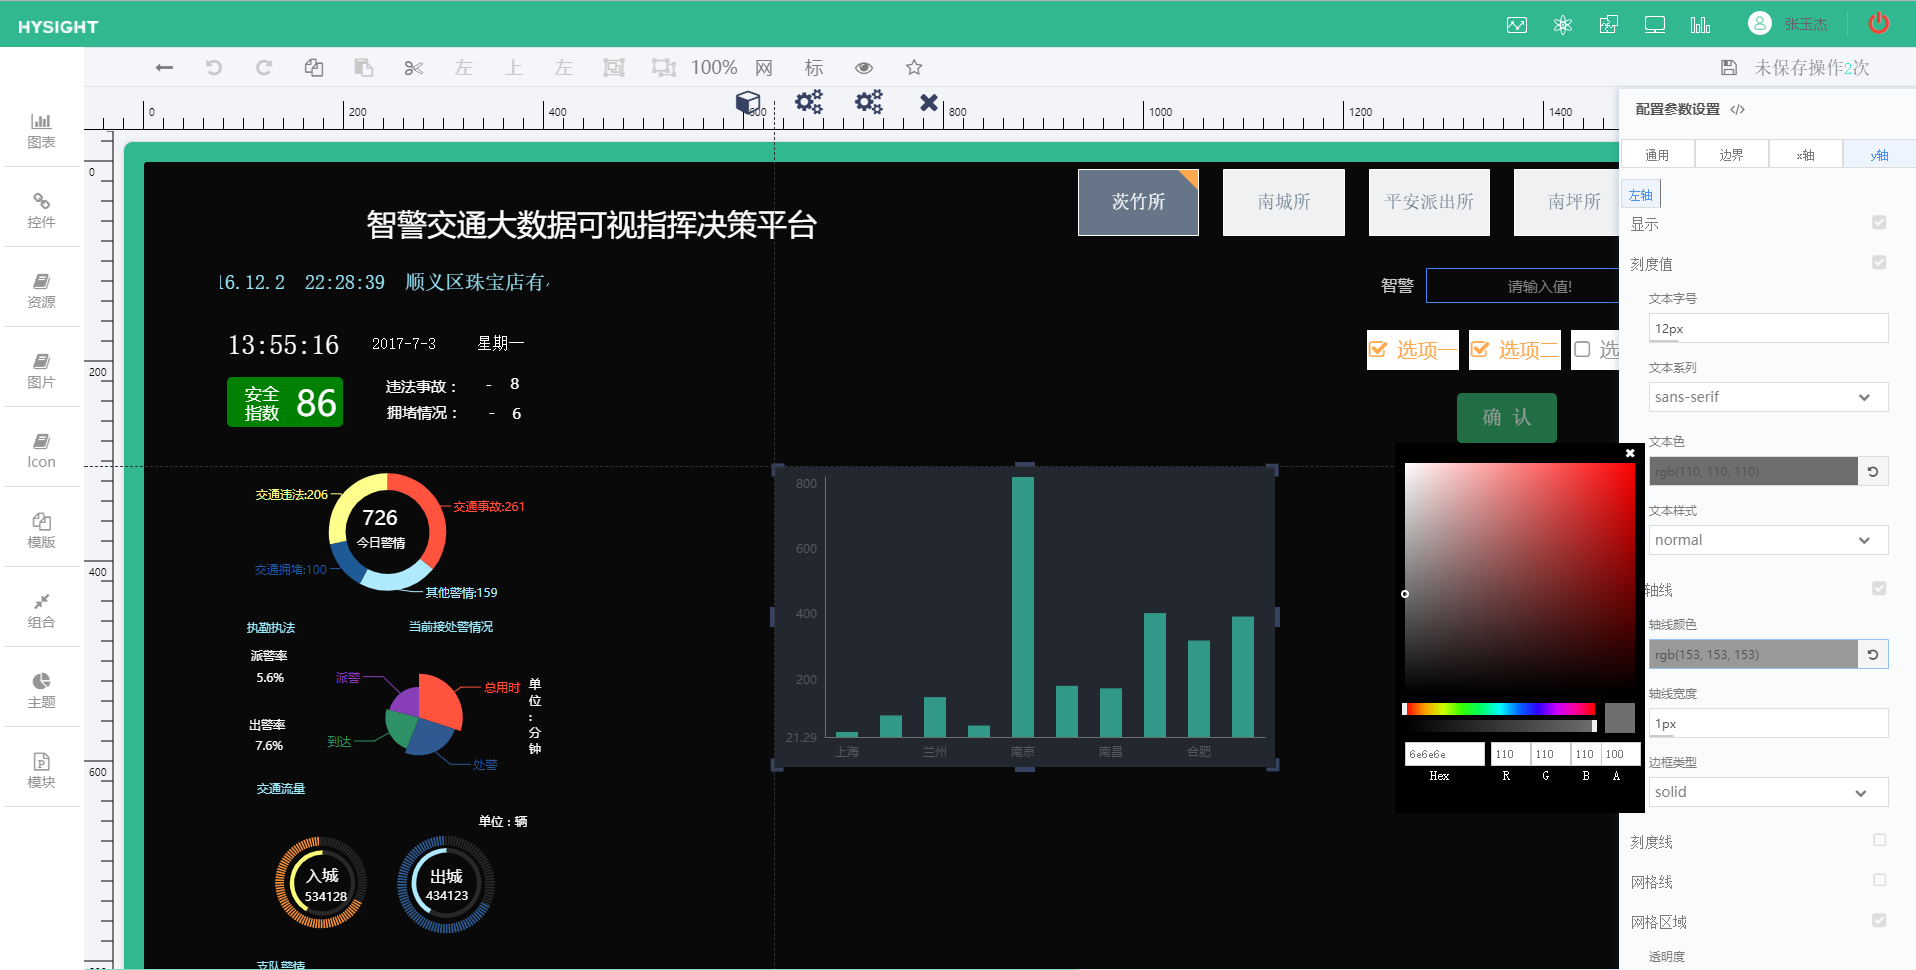 HYSIGHT
张玉杰
左
上
左
100%
网
标
未保存操作2次
0
200
400
600
800
1000
1200
1400
0
200
400
600
图表
控件
资源
图片
Icon
模版
组合
主题
模块
智警交通大数据可视指挥决策平台
茨竹所
南城所
平安派出所
南坪所
16.12.2 22:28:39 顺义区珠宝店有
智警
请输入值!
13:55:16
2017-7-3
星期一
选项一
选项二
选
安全
指数
86
违法事故： - 8
拥堵情况： - 6
确 认
交通违法:206
交通事故:261
726
今日警情
交通拥堵:100
其他警情:159
执勤执法
当前接处警情况
派警率
5.6%
出警率
7.6%
派警
总用时
到达
处警
单位：分钟
交通流量
单位：辆
入城
534128
出城
434123
支队警情
800
600
400
200
21.29
上海
兰州
南京
南昌
合肥
6e6e6e
110
110
110
100
Hex
R
G
B
A
配置参数设置 </>
通用
边界
x轴
y轴
左轴
显示
刻度值
文本字号
12px
文本系列
sans-serif
文本色
rgb(110, 110, 110)
文本样式
normal
轴线
轴线颜色
rgb(153, 153, 153)
轴线宽度
1px
边框类型
solid
刻度线
网格线
网格区域
透明度